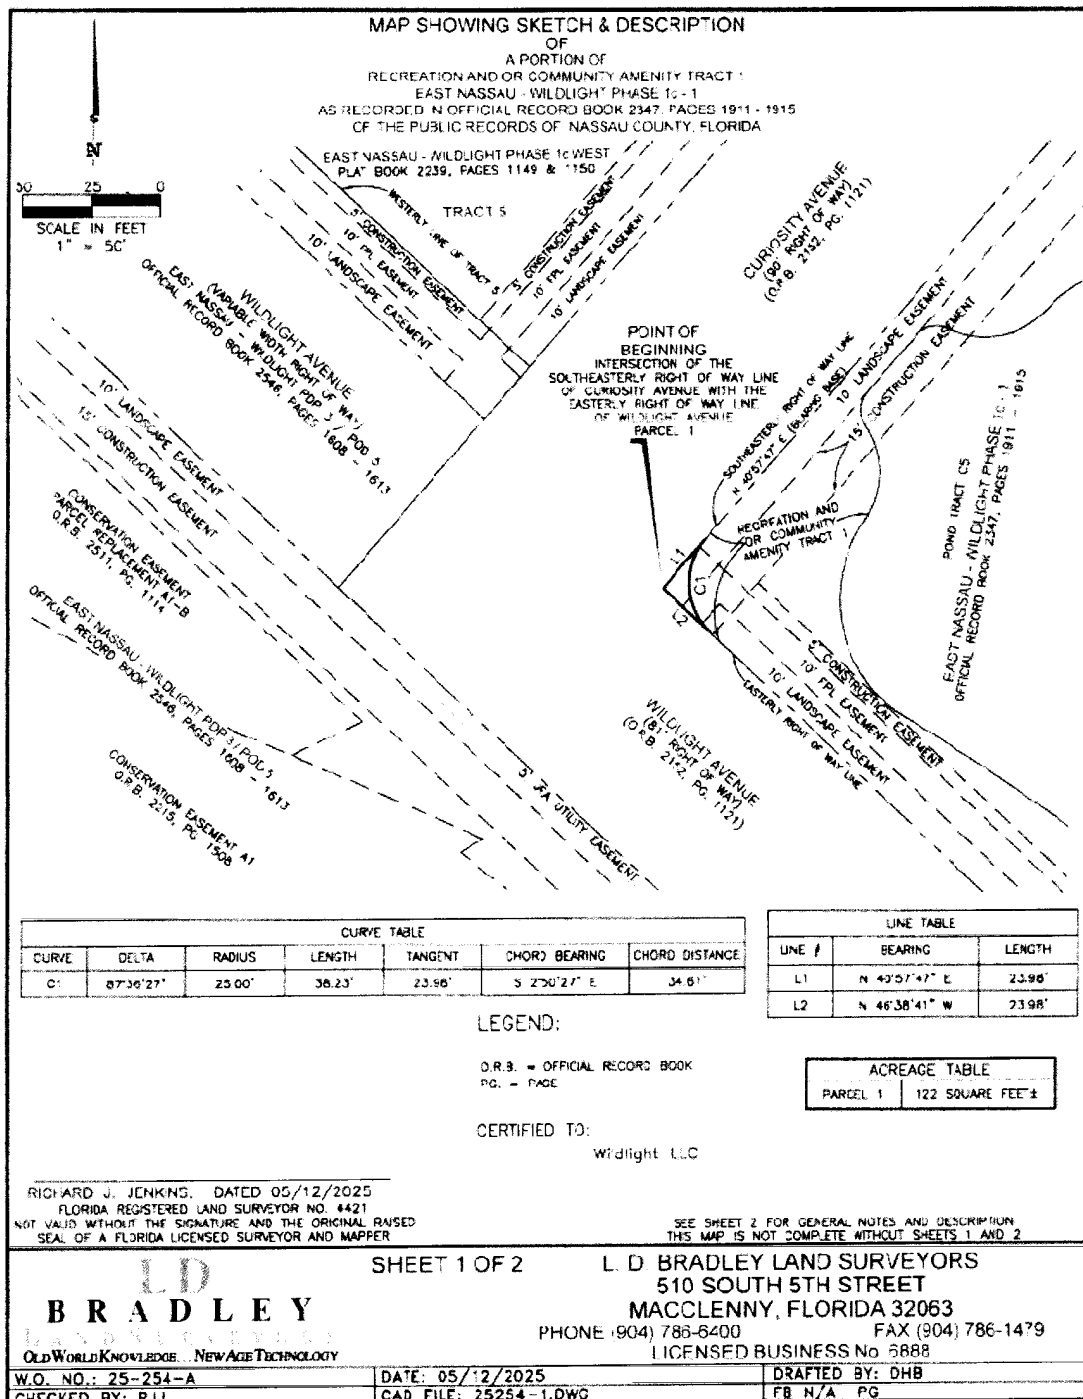 MAP SHOWING SKETCH & DESCRIPTION
OF
A PORTION OF
RECREATION AND OR COMMUNITY AMENITY TRACT 1
EAST NASSAU - WILDLIGHT PHASE 1c - 1
AS RECORDED IN OFFICIAL RECORD BOOK 2347, PAGES 1911 - 1915
OF THE PUBLIC RECORDS OF NASSAU COUNTY, FLORIDA
N
50 25 0
SCALE IN FEET
1" = 50'
EAST NASSAU - WILDLIGHT PHASE 1c WEST
PLAT BOOK 2239, PAGES 1149 & 1150
TRACT 5
WESTERLY LINE OF TRACT 5
5' CONSTRUCTION EASEMENT
10' FPL EASEMENT
10' LANDSCAPE EASEMENT
5' CONSTRUCTION EASEMENT
10' FPL EASEMENT
10' LANDSCAPE EASEMENT
CURIOSITY AVENUE
(90' RIGHT OF WAY)
(O.R.B. 2132, PG. 1121)
WILDLIGHT AVENUE
(VARIABLE WIDTH RIGHT OF WAY)
EAST NASSAU - WILDLIGHT PDP 3 / POD 5
OFFICIAL RECORD BOOK 2546, PAGES 1608 - 1613
POINT OF
BEGINNING
INTERSECTION OF THE
SOUTHEASTERLY RIGHT OF WAY LINE
OF CURIOSITY AVENUE WITH THE
EASTERLY RIGHT OF WAY LINE
OF WILDLIGHT AVENUE
PARCEL 1
SOUTHEASTERLY RIGHT OF WAY LINE
N 40°57'47" E (BEARING BASE)
10' LANDSCAPE EASEMENT
15' CONSTRUCTION EASEMENT
POND TRACT C5
EAST NASSAU - WILDLIGHT PHASE 1c - 1
OFFICIAL RECORD BOOK 2347, PAGES 1911 - 1615
RECREATION AND
OR COMMUNITY
AMENITY TRACT 1
L1
C1
L2
10' LANDSCAPE EASEMENT
15' CONSTRUCTION EASEMENT
CONSERVATION EASEMENT
PARCEL REPLACEMENT A1-B
O.R.B. 2511, PG. 1114
EAST NASSAU - WILDLIGHT PDP 3 / POD 5
OFFICIAL RECORD BOOK 2546, PAGES 1608 - 1613
CONSERVATION EASEMENT A1
O.R.B. 2215, PG. 1508
5' JEA UTILITY EASEMENT
WILDLIGHT AVENUE
(81' RIGHT OF WAY)
(O.R.B. 2142, PG. 1121)
5' CONSTRUCTION EASEMENT
10' FPL EASEMENT
10' LANDSCAPE EASEMENT
EASTERLY RIGHT OF WAY LINE
CURVE TABLE
CURVE DELTA RADIUS LENGTH TANGENT CHORD BEARING CHORD DISTANCE
C1 87°36'27" 25.00' 38.23' 23.98' S 2°50'27" E 34.61'
LINE TABLE
LINE # BEARING LENGTH
L1 N 40°57'47" E 23.98'
L2 N 46°38'41" W 23.98'
LEGEND:
O.R.B. = OFFICIAL RECORD BOOK
PG. = PAGE
ACREAGE TABLE
PARCEL 1 122 SQUARE FEET±
CERTIFIED TO:
Wildlight LLC
RICHARD J. JENKINS, DATED 05/12/2025
FLORIDA REGISTERED LAND SURVEYOR NO. 4421
NOT VALID WITHOUT THE SIGNATURE AND THE ORIGINAL RAISED
SEAL OF A FLORIDA LICENSED SURVEYOR AND MAPPER
SEE SHEET 2 FOR GENERAL NOTES AND DESCRIPTION
THIS MAP IS NOT COMPLETE WITHOUT SHEETS 1 AND 2
LD
BRADLEY
LAND SURVEYORS
OLD WORLD KNOWLEDGE... NEW AGE TECHNOLOGY
SHEET 1 OF 2
L. D. BRADLEY LAND SURVEYORS
510 SOUTH 5TH STREET
MACCLENNY, FLORIDA 32063
PHONE (904) 786-6400 FAX (904) 786-1479
LICENSED BUSINESS No 6888
W.O. NO.: 25-254-A DATE: 05/12/2025 DRAFTED BY: DHB
CHECKED BY: RJJ CAD FILE: 25254-1.DWG FB N/A PG